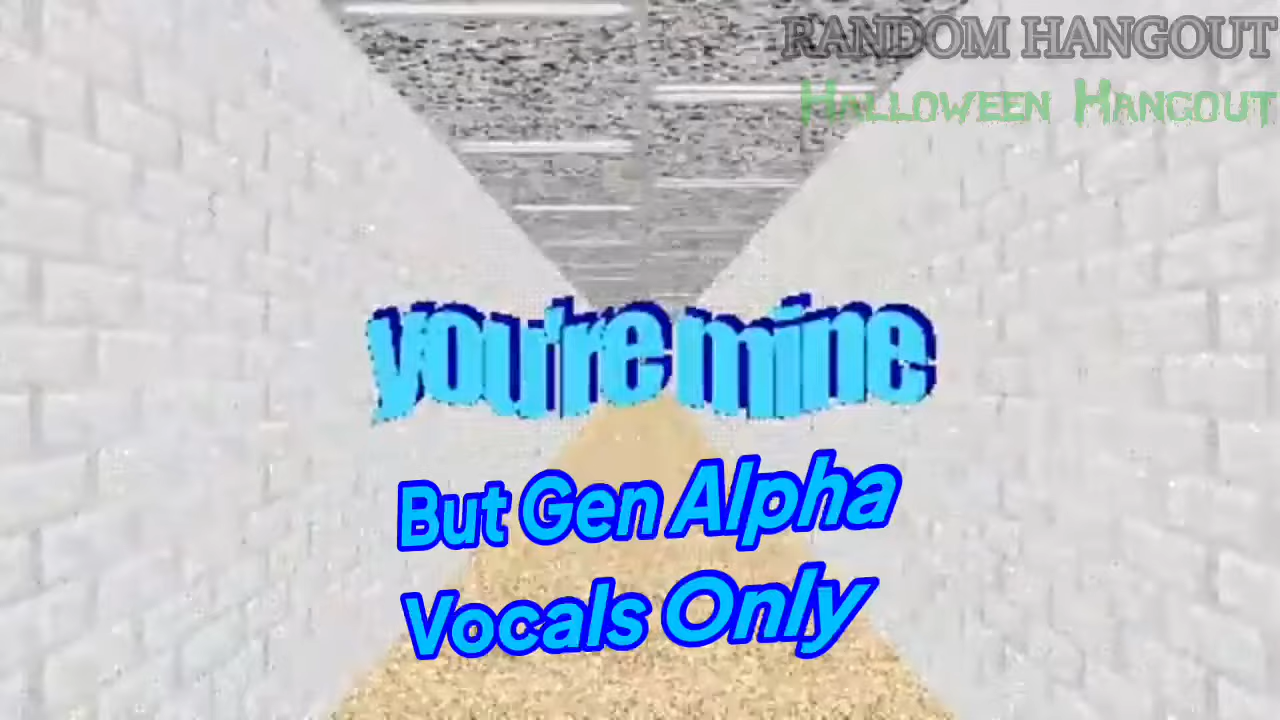 RANDOM HANGOUT
Halloween Hangout
you're mine
But Gen Alpha
Vocals Only